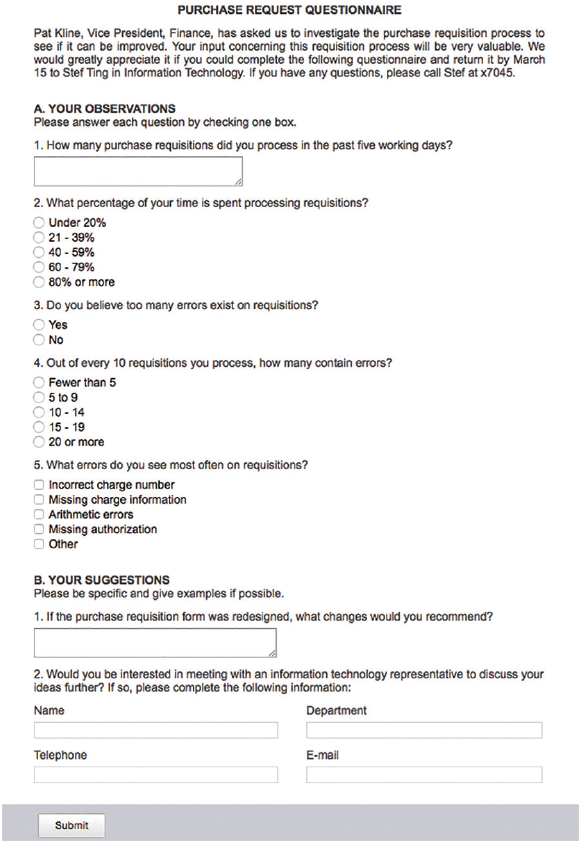 PURCHASE REQUEST QUESTIONNAIRE
Pat Kline, Vice President, Finance, has asked us to investigate the purchase requisition process to
see if it can be improved. Your input concerning this requisition process will be very valuable. We
would greatly appreciate it if you could complete the following questionnaire and return it by March
15 to Stef Ting in Information Technology. If you have any questions, please call Stef at x7045.
A. YOUR OBSERVATIONS
Please answer each question by checking one box.
1. How many purchase requisitions did you process in the past five working days?
2. What percentage of your time is spent processing requisitions?
Under 20%
21 - 39%
40 - 59%
60 - 79%
80% or more
3. Do you believe too many errors exist on requisitions?
Yes
No
4. Out of every 10 requisitions you process, how many contain errors?
Fewer than 5
5 to 9
10 - 14
15 - 19
20 or more
5. What errors do you see most often on requisitions?
Incorrect charge number
Missing charge information
Arithmetic errors
Missing authorization
Other
B. YOUR SUGGESTIONS
Please be specific and give examples if possible.
1. If the purchase requisition form was redesigned, what changes would you recommend?
2. Would you be interested in meeting with an information technology representative to discuss your
ideas further? If so, please complete the following information:
Name Department
Telephone E-mail
Submit